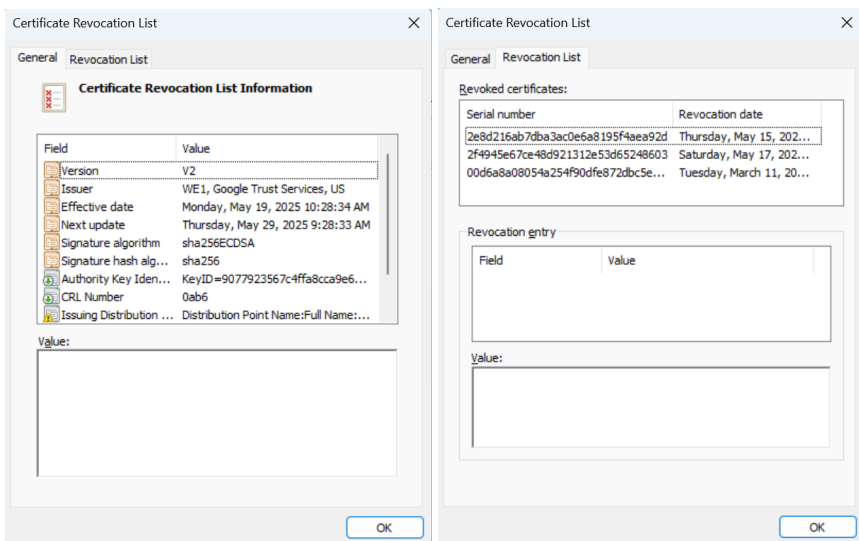 Certificate Revocation List
General Revocation List
Certificate Revocation List Information
Field Value
Version V2
Issuer WE1, Google Trust Services, US
Effective date Monday, May 19, 2025 10:28:34 AM
Next update Thursday, May 29, 2025 9:28:33 AM
Signature algorithm sha256ECDSA
Signature hash alg... sha256
Authority Key Iden... KeyID=9077923567c4ffa8cca9e6...
CRL Number 0ab6
Issuing Distribution ... Distribution Point Name:Full Name:...
Value:
OK
Certificate Revocation List
General Revocation List
Revoked certificates:
Serial number Revocation date
2e8d216ab7dba3ac0e6a8195f4aea92d Thursday, May 15, 202...
2f4945e67ce48d921312e53d65248603 Saturday, May 17, 202...
00d6a8a08054a254f90dfe872dbc5e... Tuesday, March 11, 20...
Revocation entry
Field Value
Value:
OK